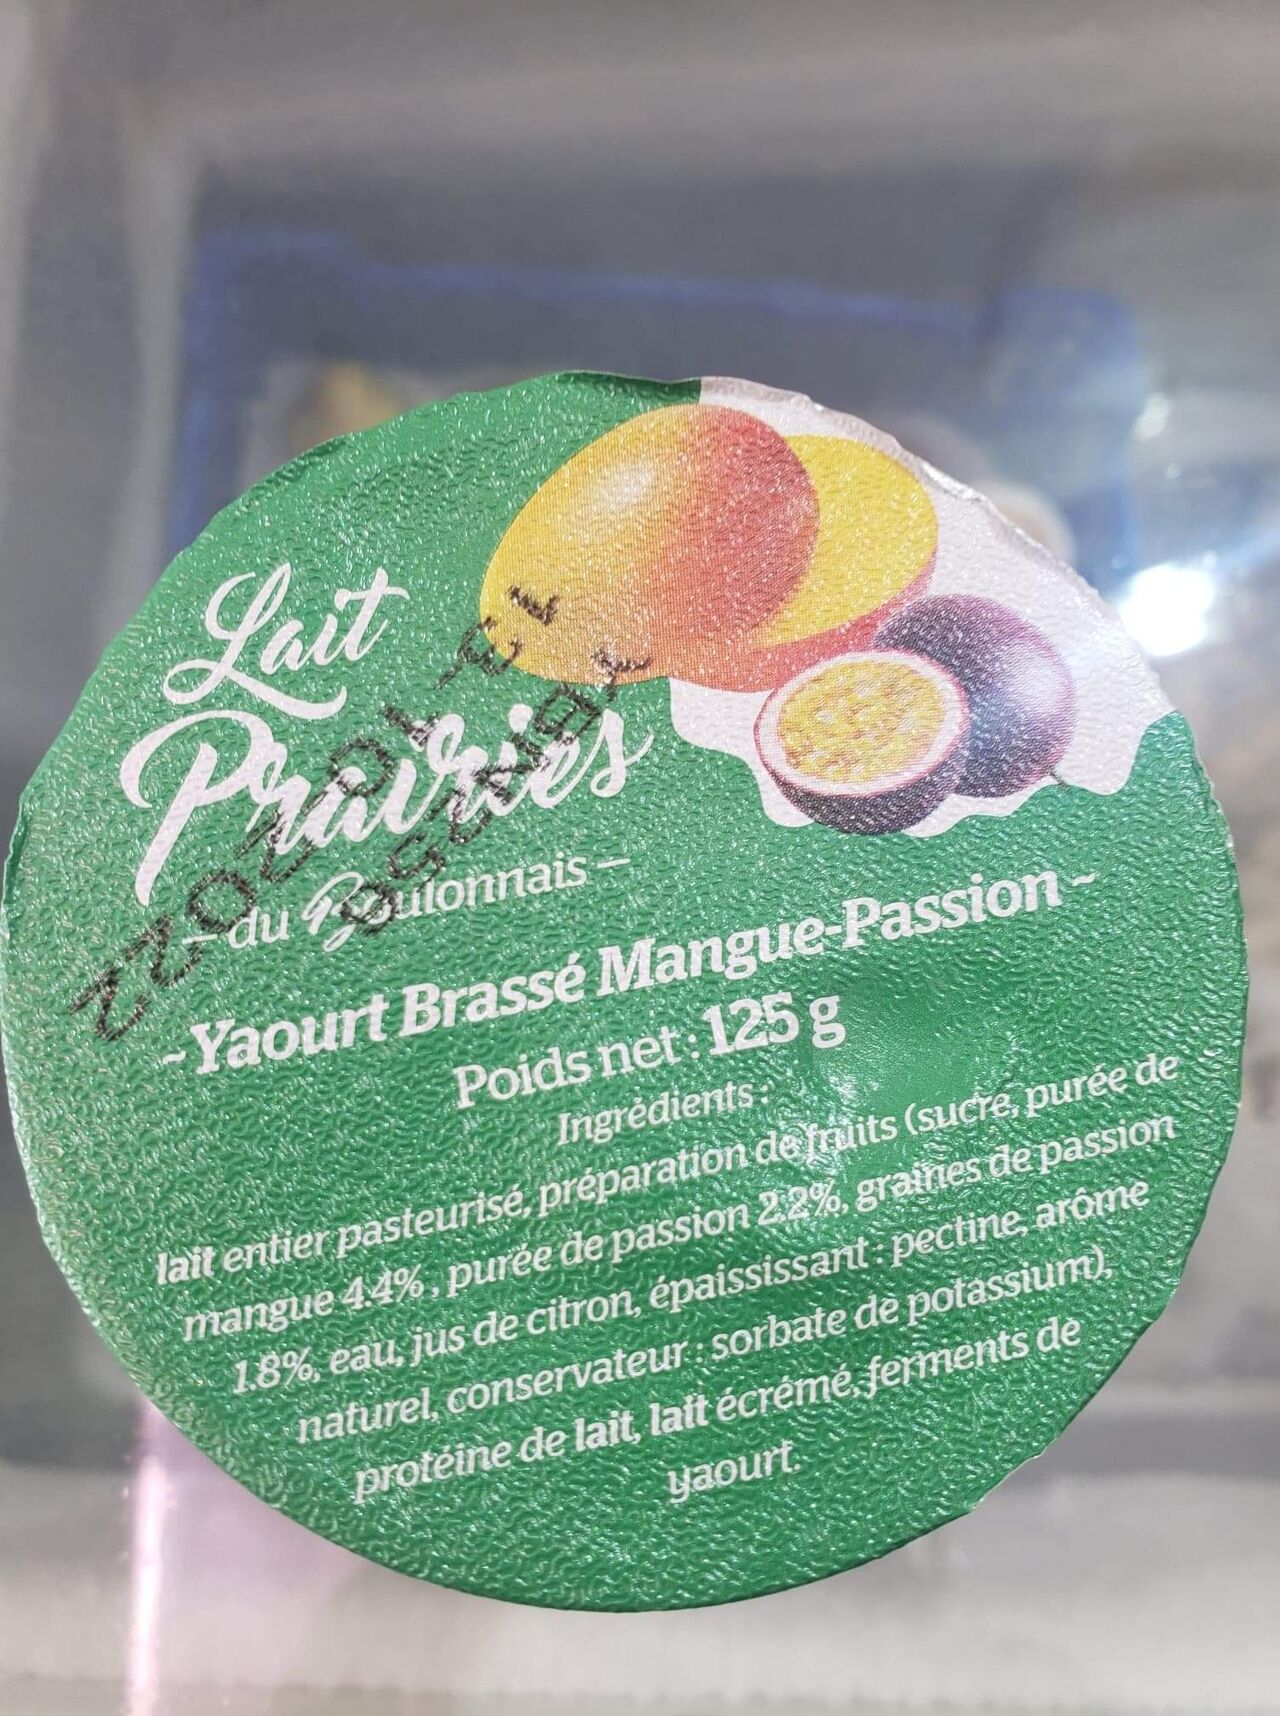 Lait
Prairies
–du Boulonnais–
~Yaourt Brassé Mangue-Passion~
Poids net : 125 g
Ingrédients :
lait entier pasteurisé, préparation de fruits (sucre, purée de
mangue 4.4% , purée de passion 2.2%, graines de passion
1.8%, eau, jus de citron, épaississant : pectine, arôme
naturel, conservateur : sorbate de potassium),
protéine de lait, lait écrémé, ferments de
yaourt.